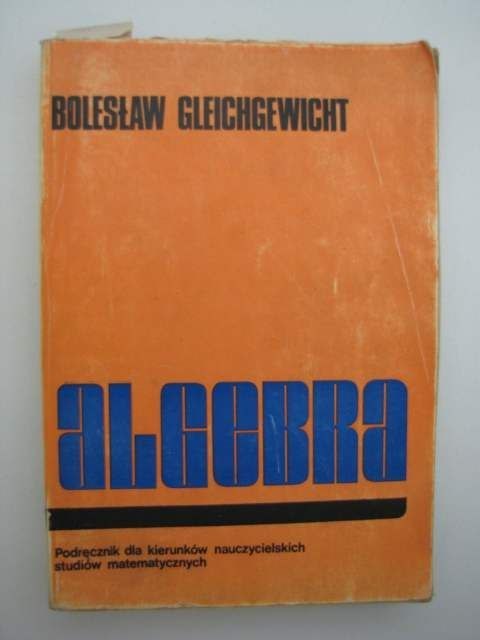 BOLESŁAW GLEICHGEWICHT
ALGEBRA
Podręcznik dla kierunków nauczycielskich
studiów matematycznych